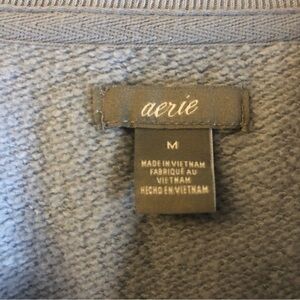 aerie
M
MADE IN VIETNAM
FABRIQUÉ AU
VIETNAM
HECHO EN VIETNAM